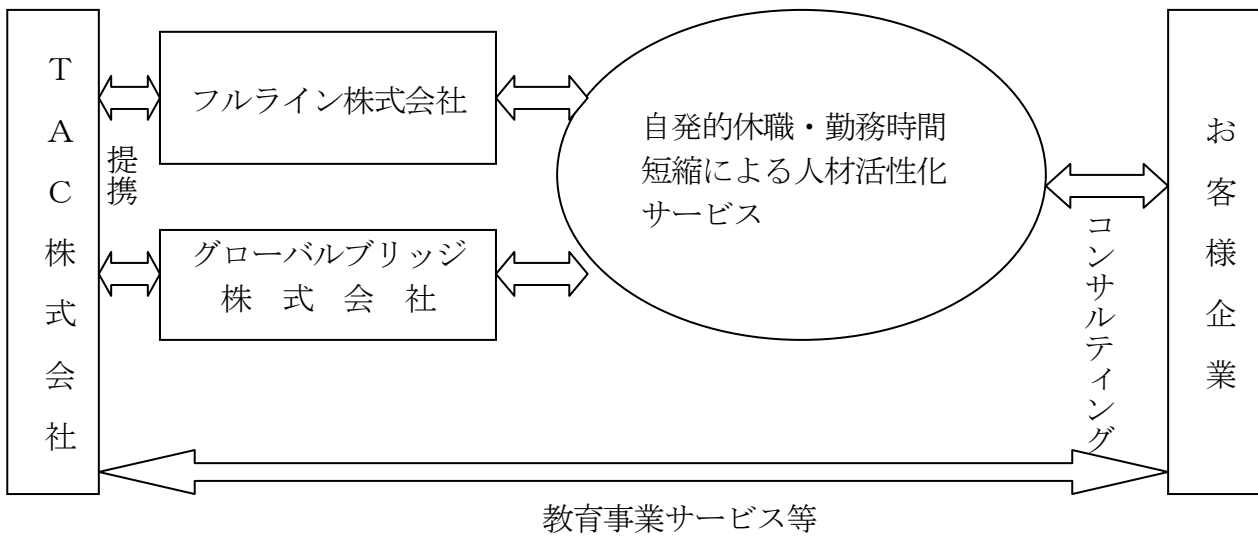 TAC株式会社
提携
フルライン株式会社
グローバルブリッジ
株式会社
自発的休職・勤務時間
短縮による人材活性化
サービス
コンサルティング
お客様企業
教育事業サービス等